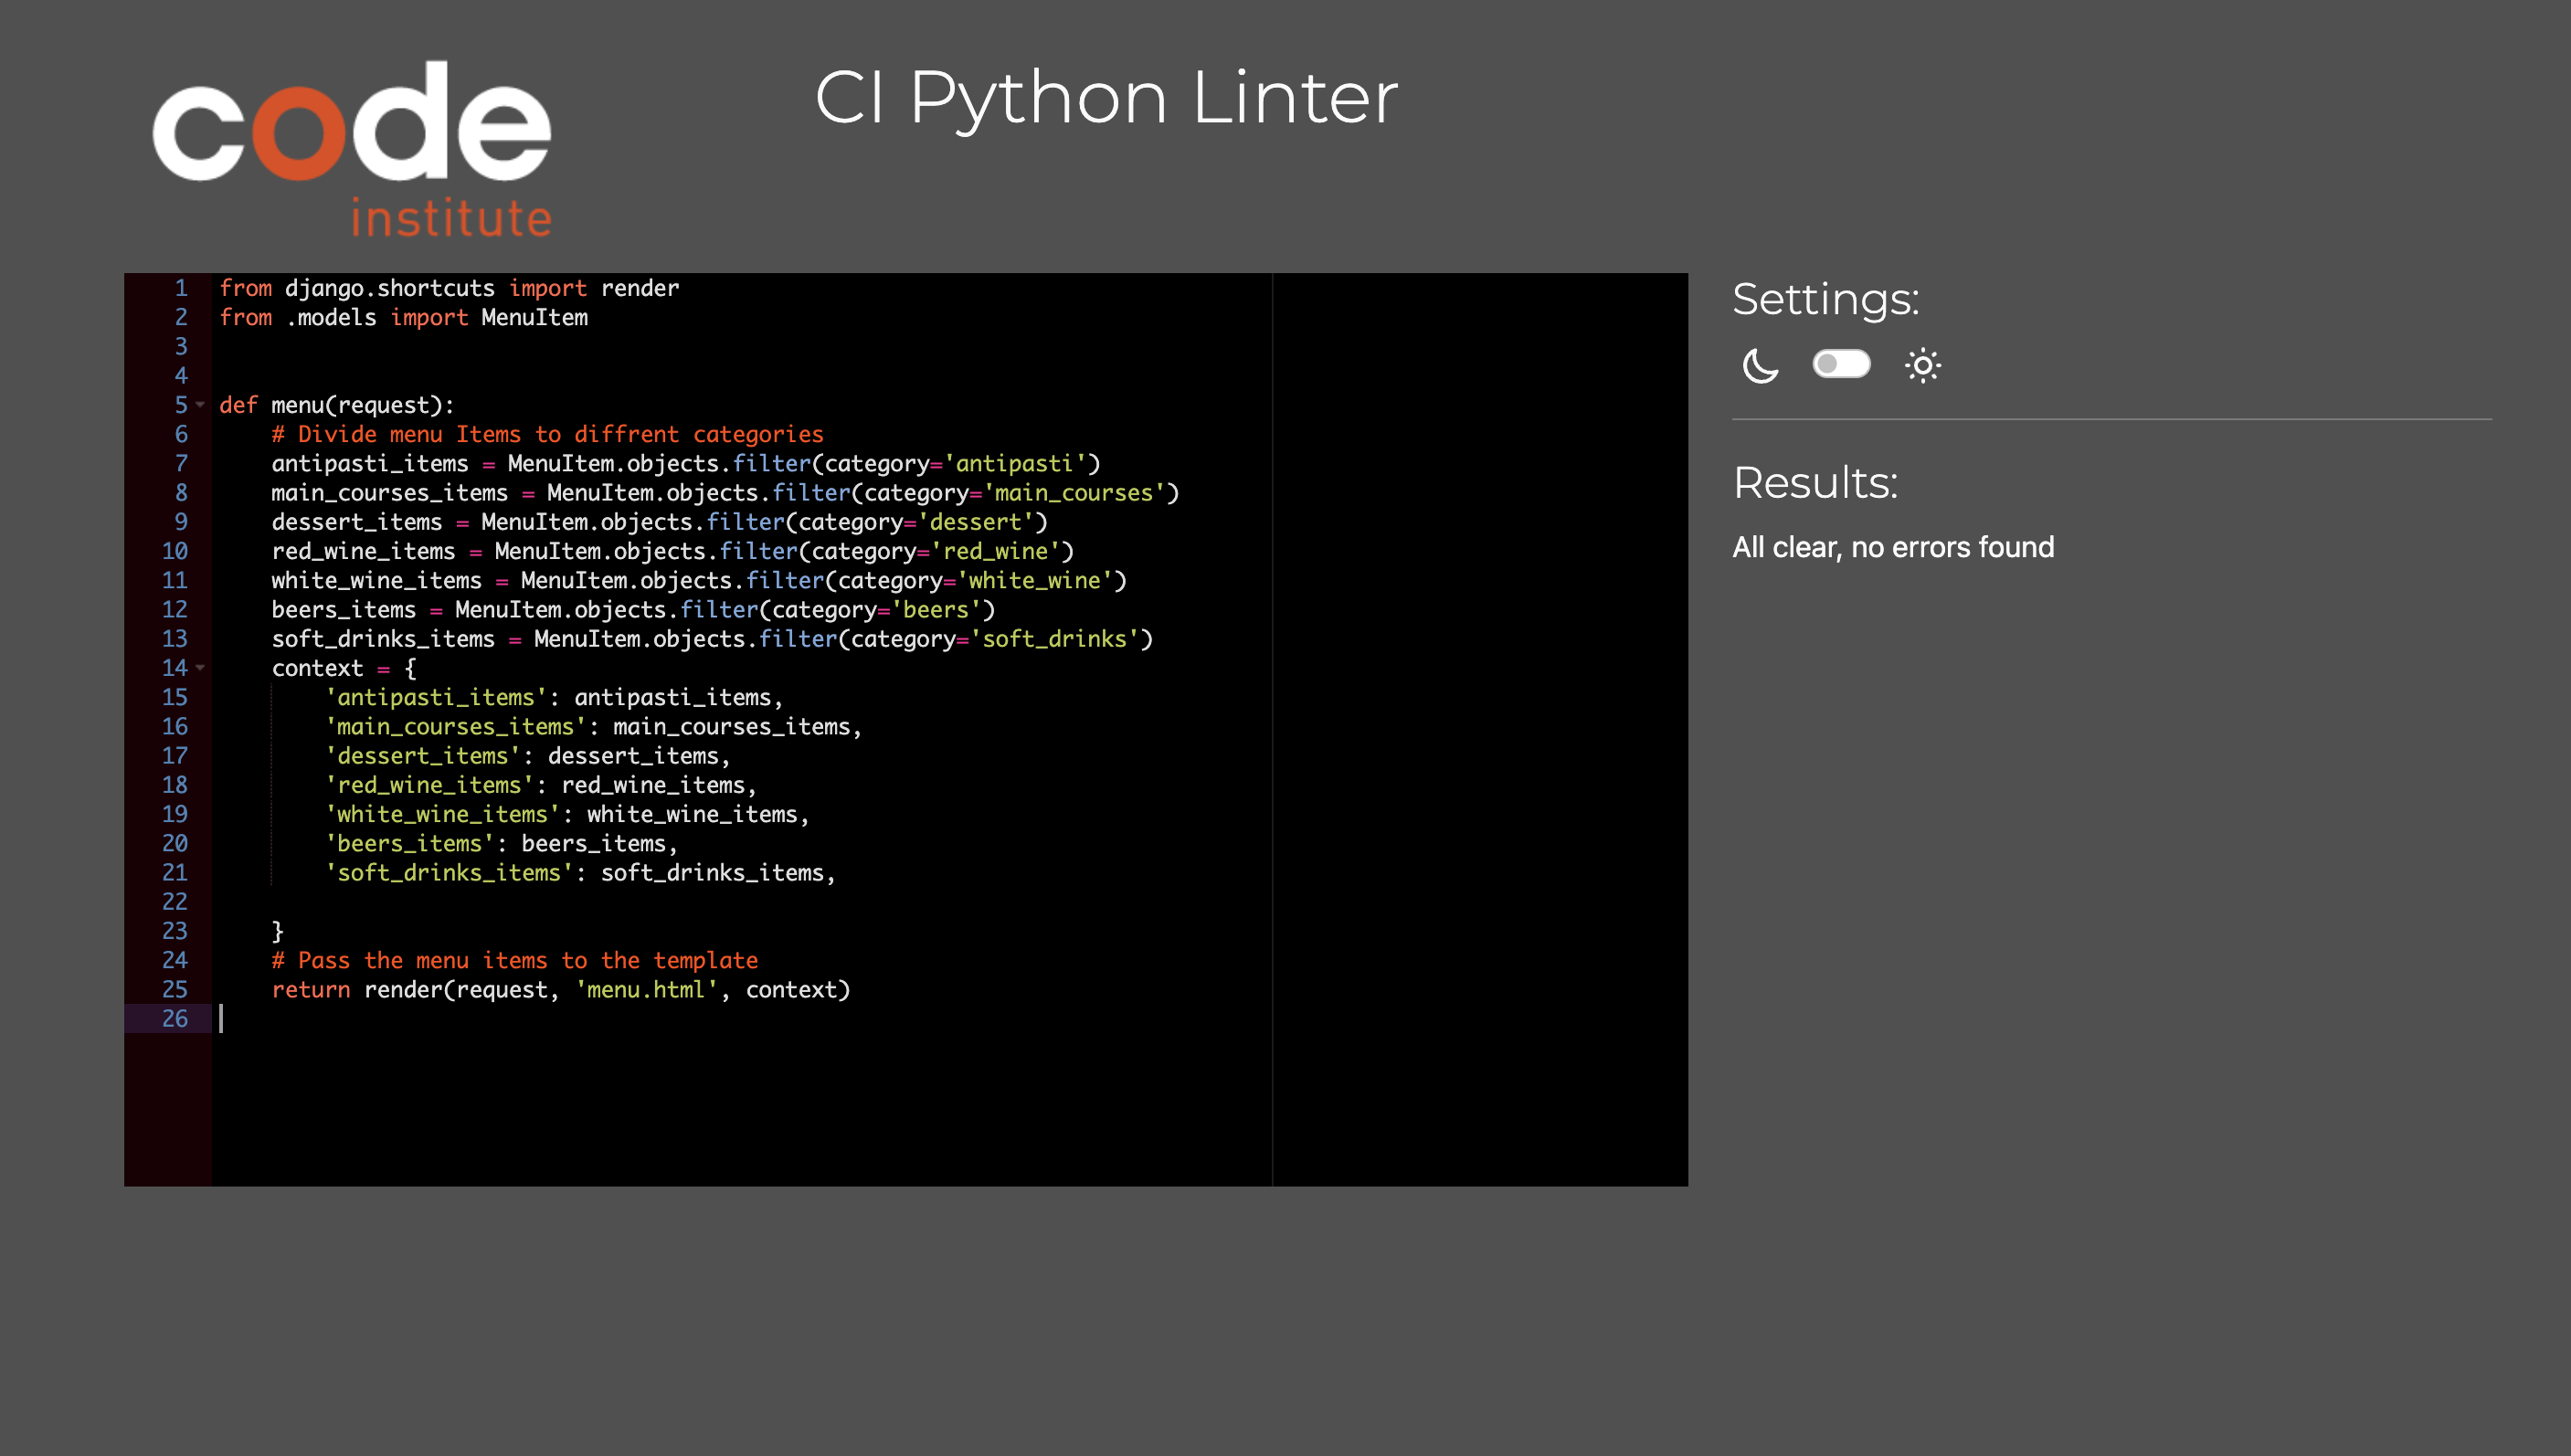 code
institute
CI Python Linter
1 from django.shortcuts import render
2 from .models import MenuItem
3
4
5 def menu(request):
6     # Divide menu Items to diffrent categories
7     antipasti_items = MenuItem.objects.filter(category='antipasti')
8     main_courses_items = MenuItem.objects.filter(category='main_courses')
9     dessert_items = MenuItem.objects.filter(category='dessert')
10     red_wine_items = MenuItem.objects.filter(category='red_wine')
11     white_wine_items = MenuItem.objects.filter(category='white_wine')
12     beers_items = MenuItem.objects.filter(category='beers')
13     soft_drinks_items = MenuItem.objects.filter(category='soft_drinks')
14     context = {
15         'antipasti_items': antipasti_items,
16         'main_courses_items': main_courses_items,
17         'dessert_items': dessert_items,
18         'red_wine_items': red_wine_items,
19         'white_wine_items': white_wine_items,
20         'beers_items': beers_items,
21         'soft_drinks_items': soft_drinks_items,
22
23     }
24     # Pass the menu items to the template
25     return render(request, 'menu.html', context)
26
Settings:
Results:
All clear, no errors found